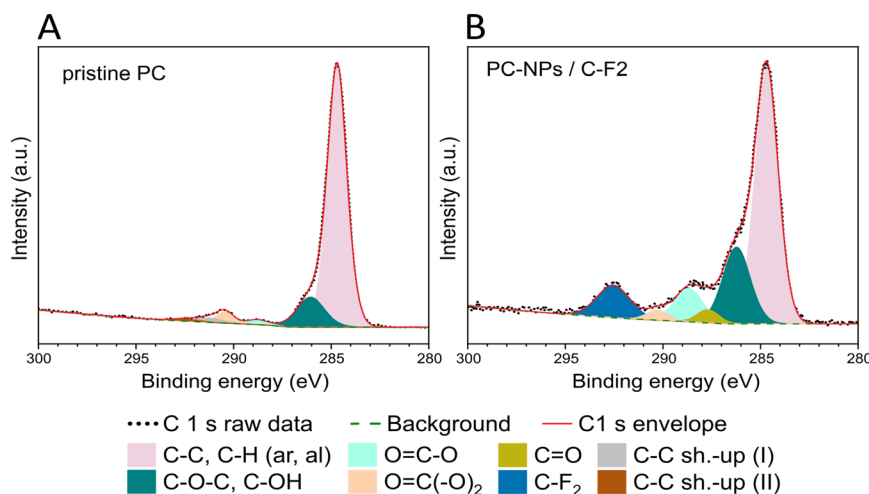 A
B
pristine PC
PC-NPs / C-F2
Intensity (a.u.)
Intensity (a.u.)
300 295 290 285 280
300 295 290 285 280
Binding energy (eV)
Binding energy (eV)
C 1 s raw data
Background
C1 s envelope
C-C, C-H (ar, al)
O=C-O
C=O
C-C sh.-up (I)
C-O-C, C-OH
O=C(-O)₂
C-F₂
C-C sh.-up (II)